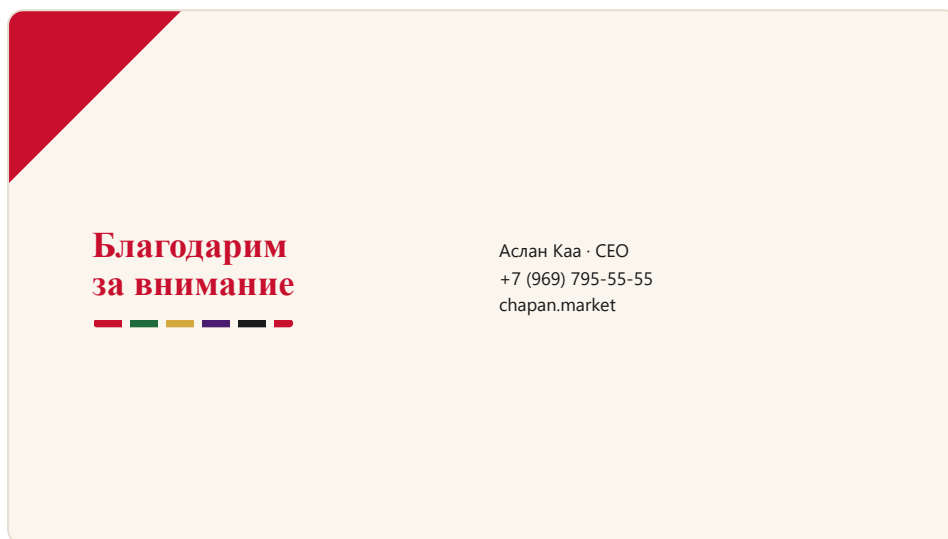 Благодарим
за внимание
Аслан Каа · CEO
+7 (969) 795-55-55
chapan.market